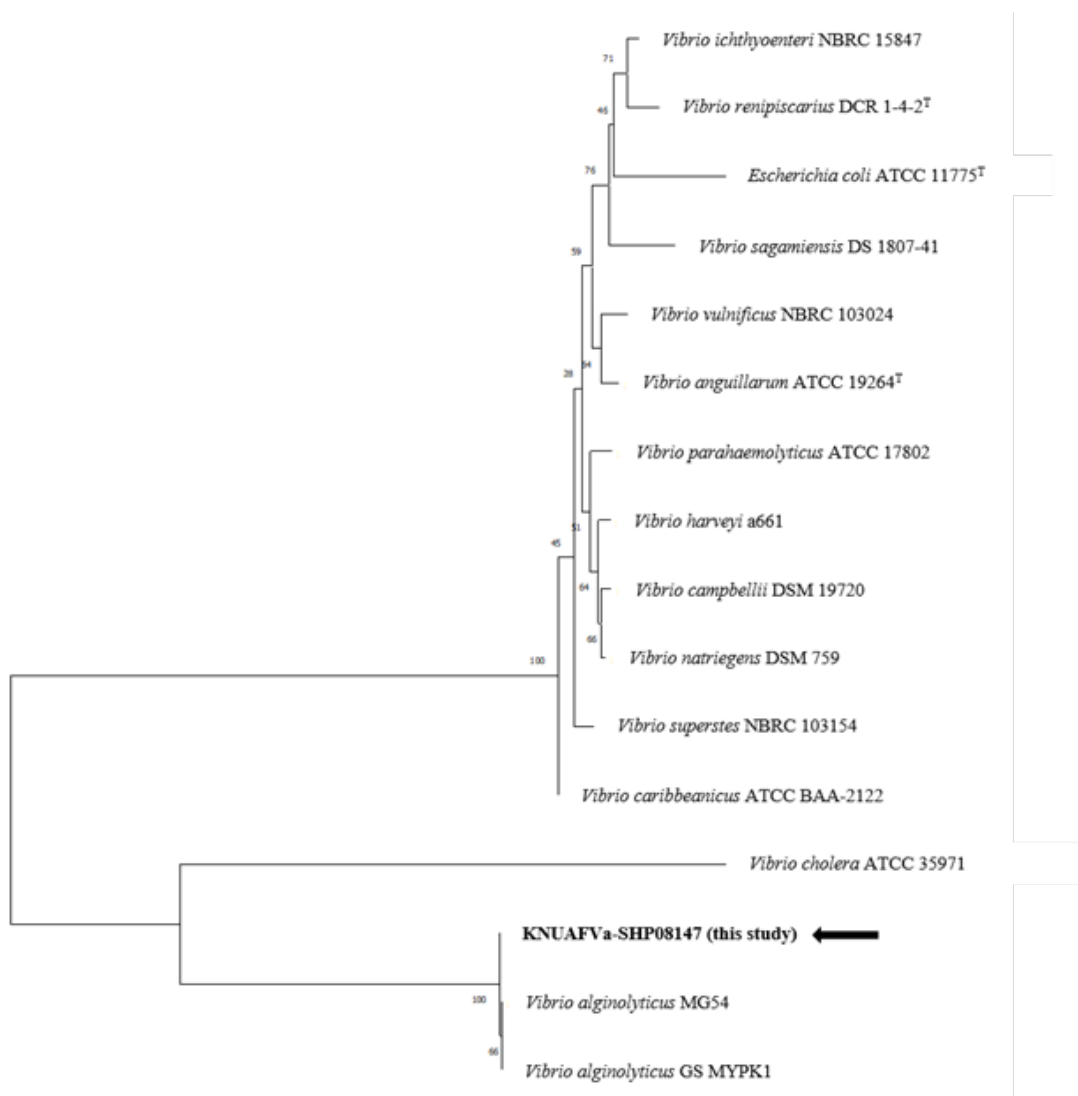 Vibrio ichthyoenteri NBRC 15847
71
Vibrio renipiscarius DCR 1-4-2ᵀ
46
Escherichia coli ATCC 11775ᵀ
76
Vibrio sagamiensis DS 1807-41
59
Vibrio vulnificus NBRC 103024
64
28
Vibrio anguillarum ATCC 19264ᵀ
Vibrio parahaemolyticus ATCC 17802
Vibrio harveyi a661
51
45
64
Vibrio campbellii DSM 19720
66
Vibrio natriegens DSM 759
100
Vibrio superstes NBRC 103154
Vibrio caribbeanicus ATCC BAA-2122
Vibrio cholera ATCC 35971
KNUAFVa-SHP08147 (this study)
100
Vibrio alginolyticus MG54
66
Vibrio alginolyticus GS MYPK1